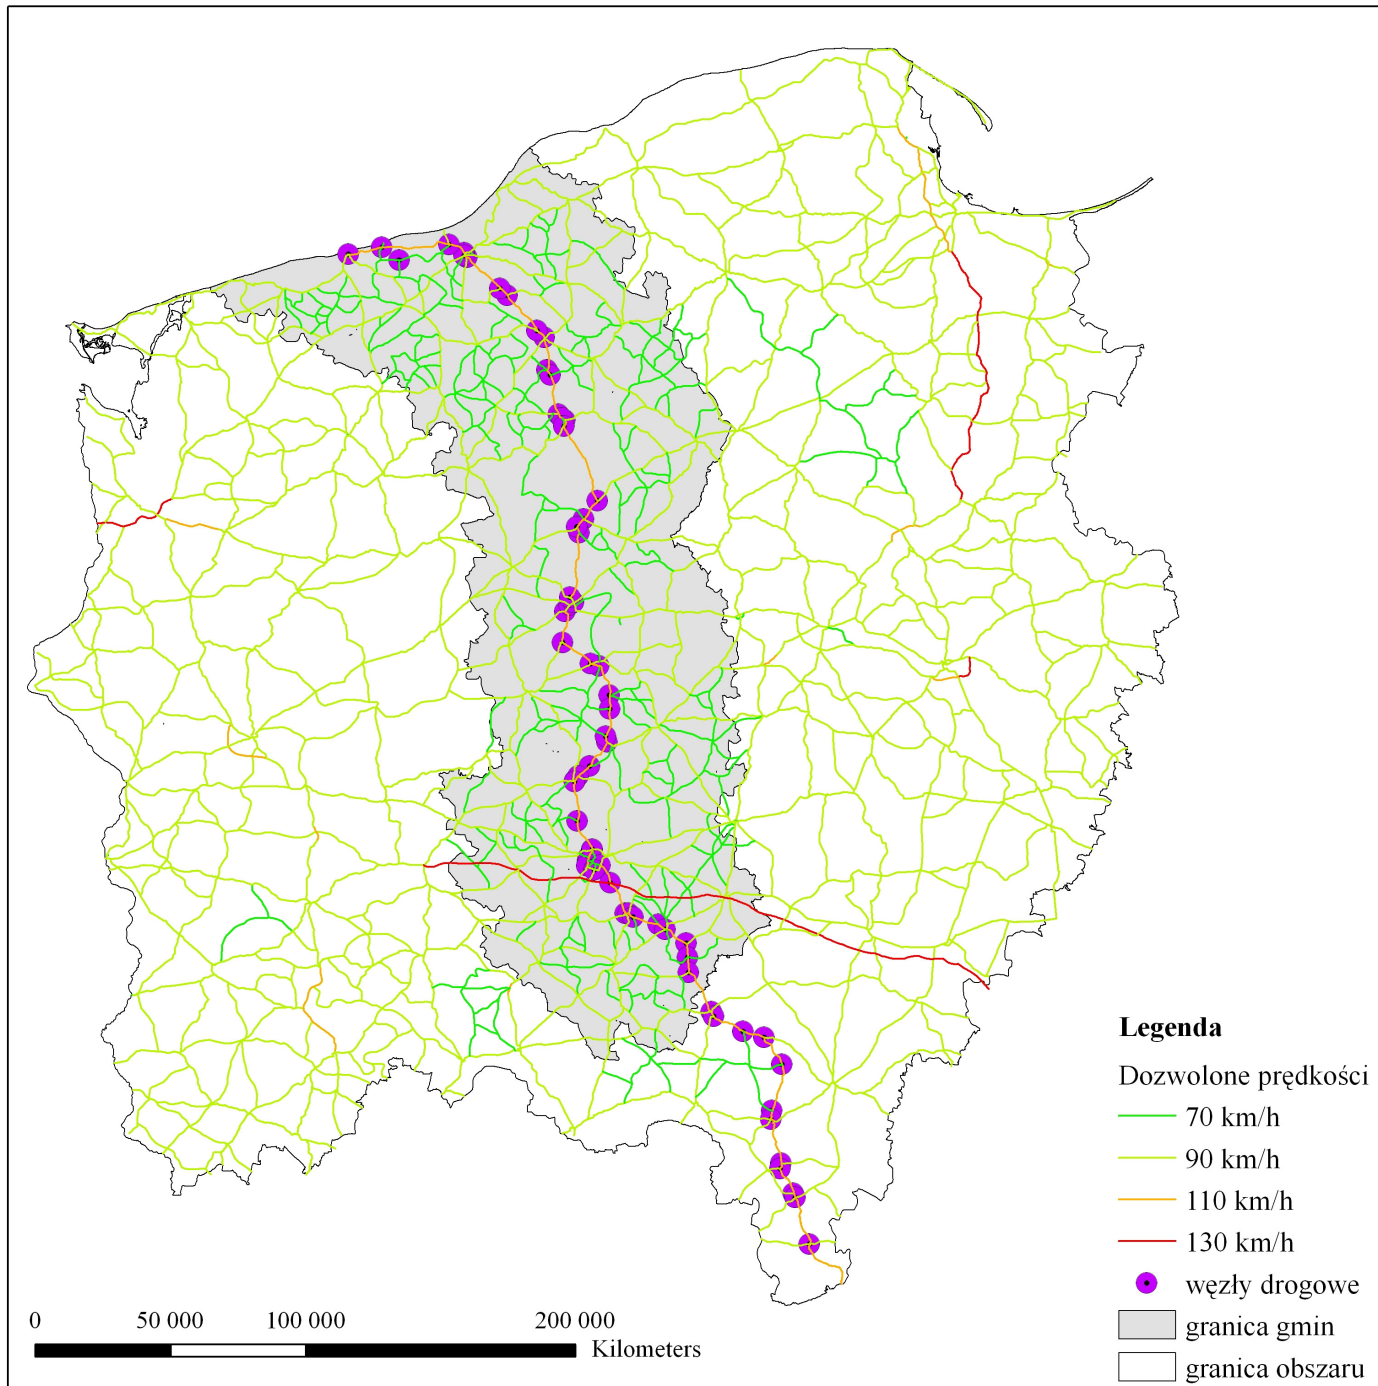 Legenda
Dozwolone prędkości
70 km/h
90 km/h
110 km/h
130 km/h
węzły drogowe
granica gmin
granica obszaru
0 50 000 100 000 200 000
Kilometers